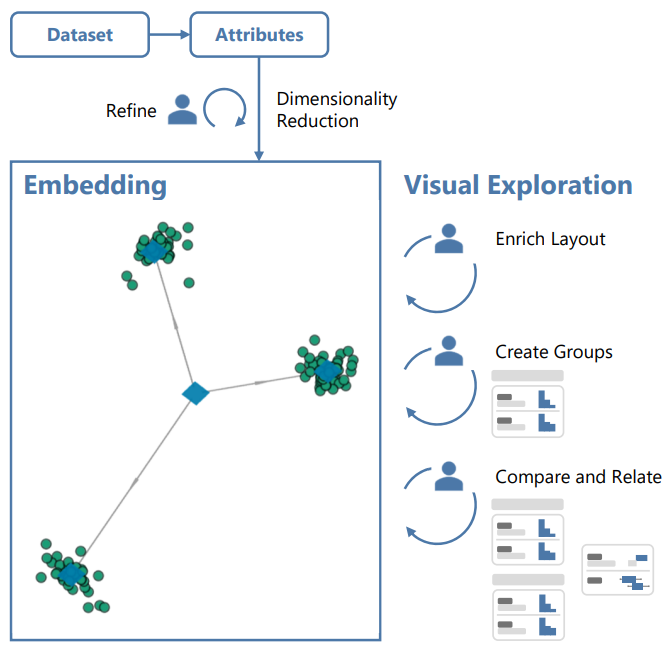 Dataset
Attributes
Refine
Dimensionality
Reduction
Embedding
Visual Exploration
Enrich Layout
Create Groups
Compare and Relate